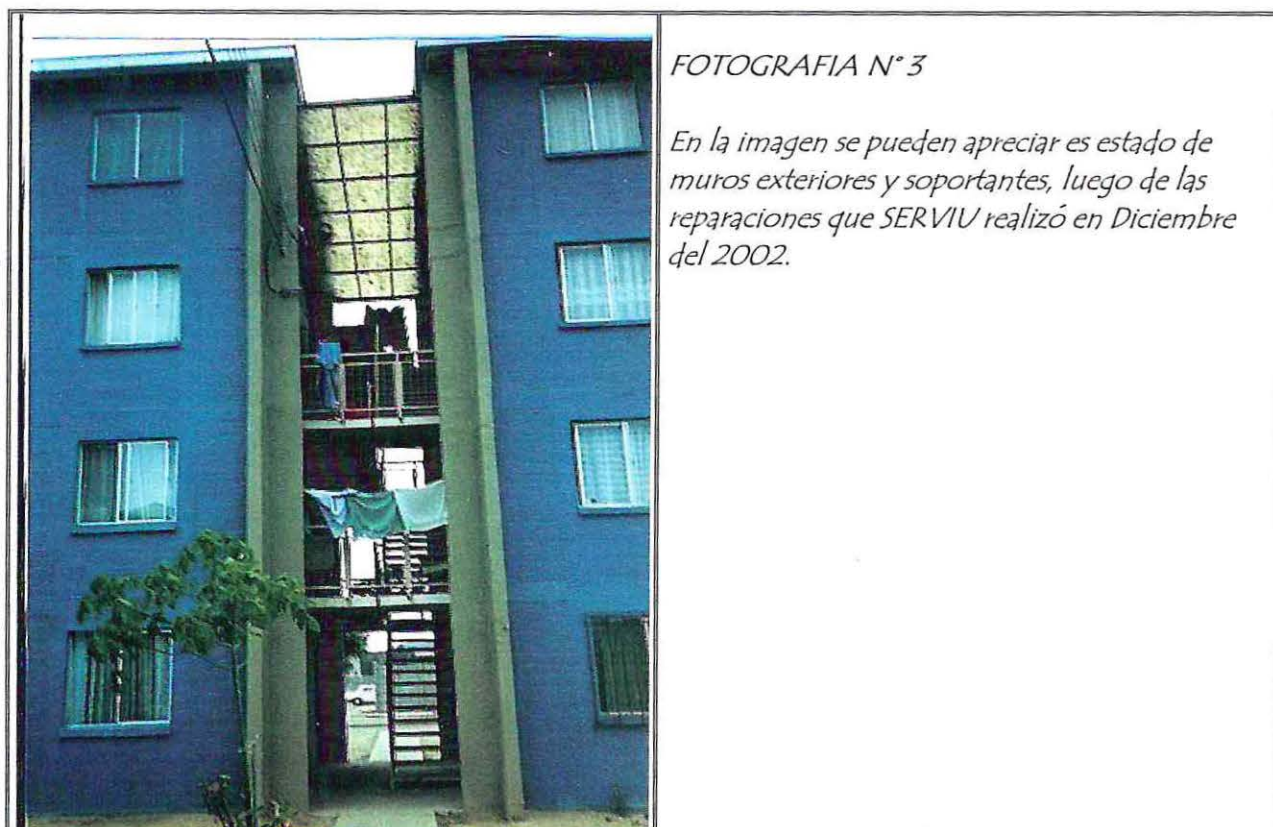 FOTOGRAFIA N° 3
En la imagen se pueden apreciar es estado de
muros exteriores y soportantes, luego de las
reparaciones que SERVIU realizó en Diciembre
del 2002.